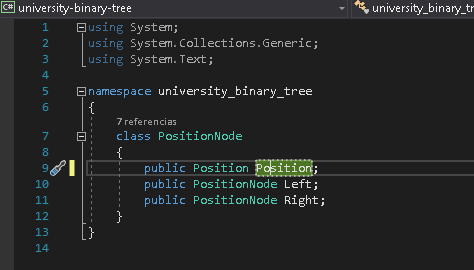 C# university-binary-tree university_binary_t
1 using System;
2 using System.Collections.Generic;
3 using System.Text;
4
5 namespace university_binary_tree
6 {
7 referencias
7 class PositionNode
8 {
9 public Position Position;
10 public PositionNode Left;
11 public PositionNode Right;
12 }
13 }
14